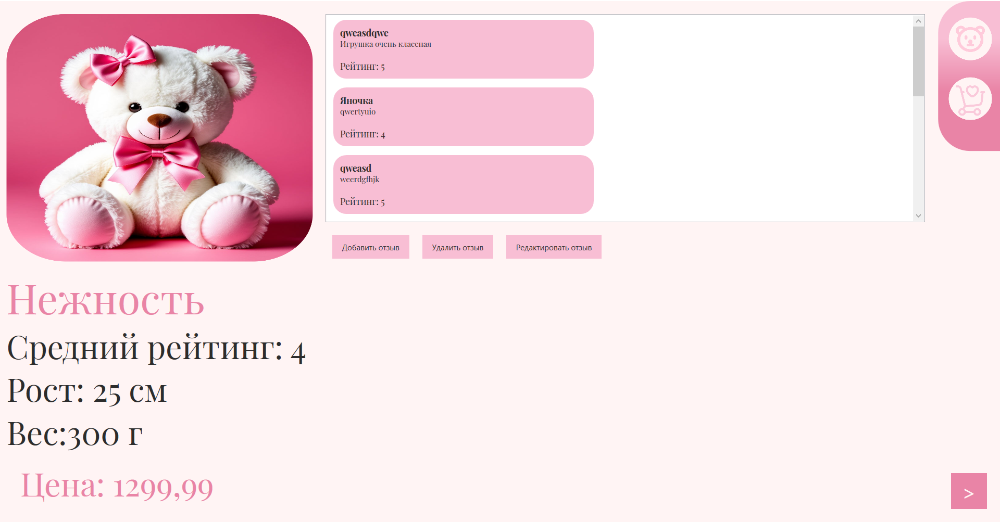 qweasdqwe
Игрушка очень классная
Рейтинг: 5
Яночка
qwertyuio
Рейтинг: 4
qweasd
weerdgfhjk
Рейтинг: 5
Добавить отзыв
Удалить отзыв
Редактировать отзыв
Нежность
Средний рейтинг: 4
Рост: 25 см
Вес:300 г
Цена: 1299,99
>